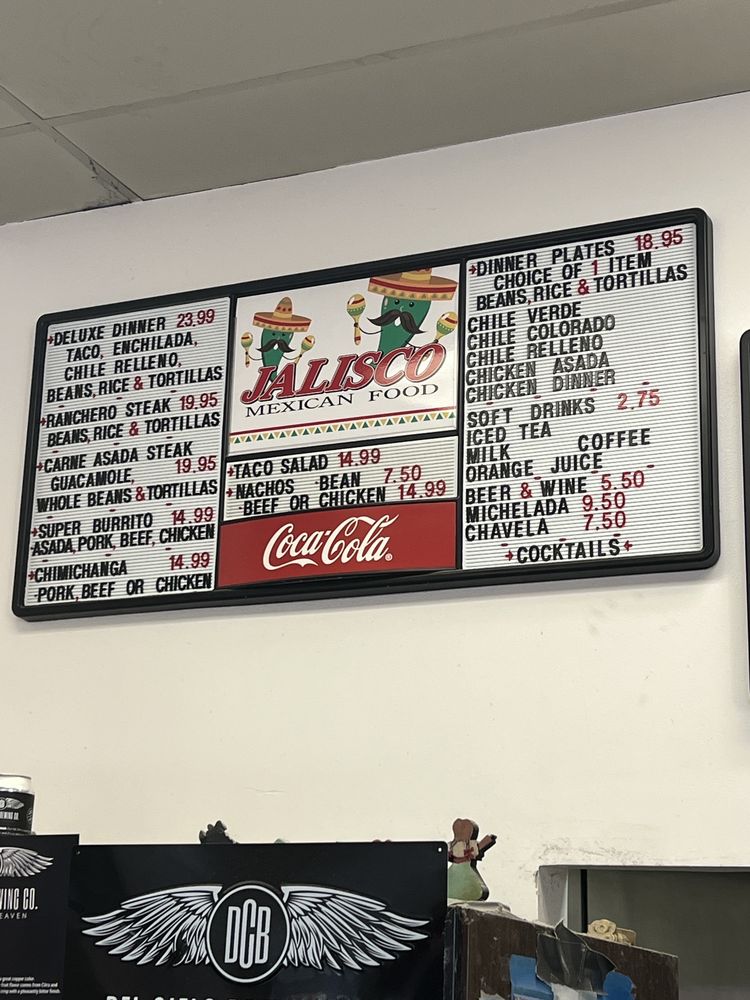 DELUXE DINNER 23.99
TACO, ENCHILADA,
CHILE RELLENO,
BEANS, RICE & TORTILLAS
RANCHERO STEAK 19.95
BEANS, RICE & TORTILLAS
CARNE ASADA STEAK
GUACAMOLE, 19.95
WHOLE BEANS & TORTILLAS
SUPER BURRITO 14.99
ASADA, PORK, BEEF, CHICKEN
CHIMICHANGA 14.99
PORK, BEEF OR CHICKEN
JALISCO
MEXICAN FOOD
TACO SALAD 14.99
NACHOS -BEAN 7.50
-BEEF OR CHICKEN 14.99
Coca-Cola®
DINNER PLATES 18.95
CHOICE OF 1 ITEM
BEANS, RICE & TORTILLAS
CHILE VERDE
CHILE COLORADO
CHILE RELLENO
CHICKEN ASADA
CHICKEN DINNER
SOFT DRINKS 2.75
ICED TEA
MILK COFFEE
ORANGE JUICE
BEER & WINE 5.50
MICHELADA 9.50
CHAVELA 7.50
COCKTAILS
DCB